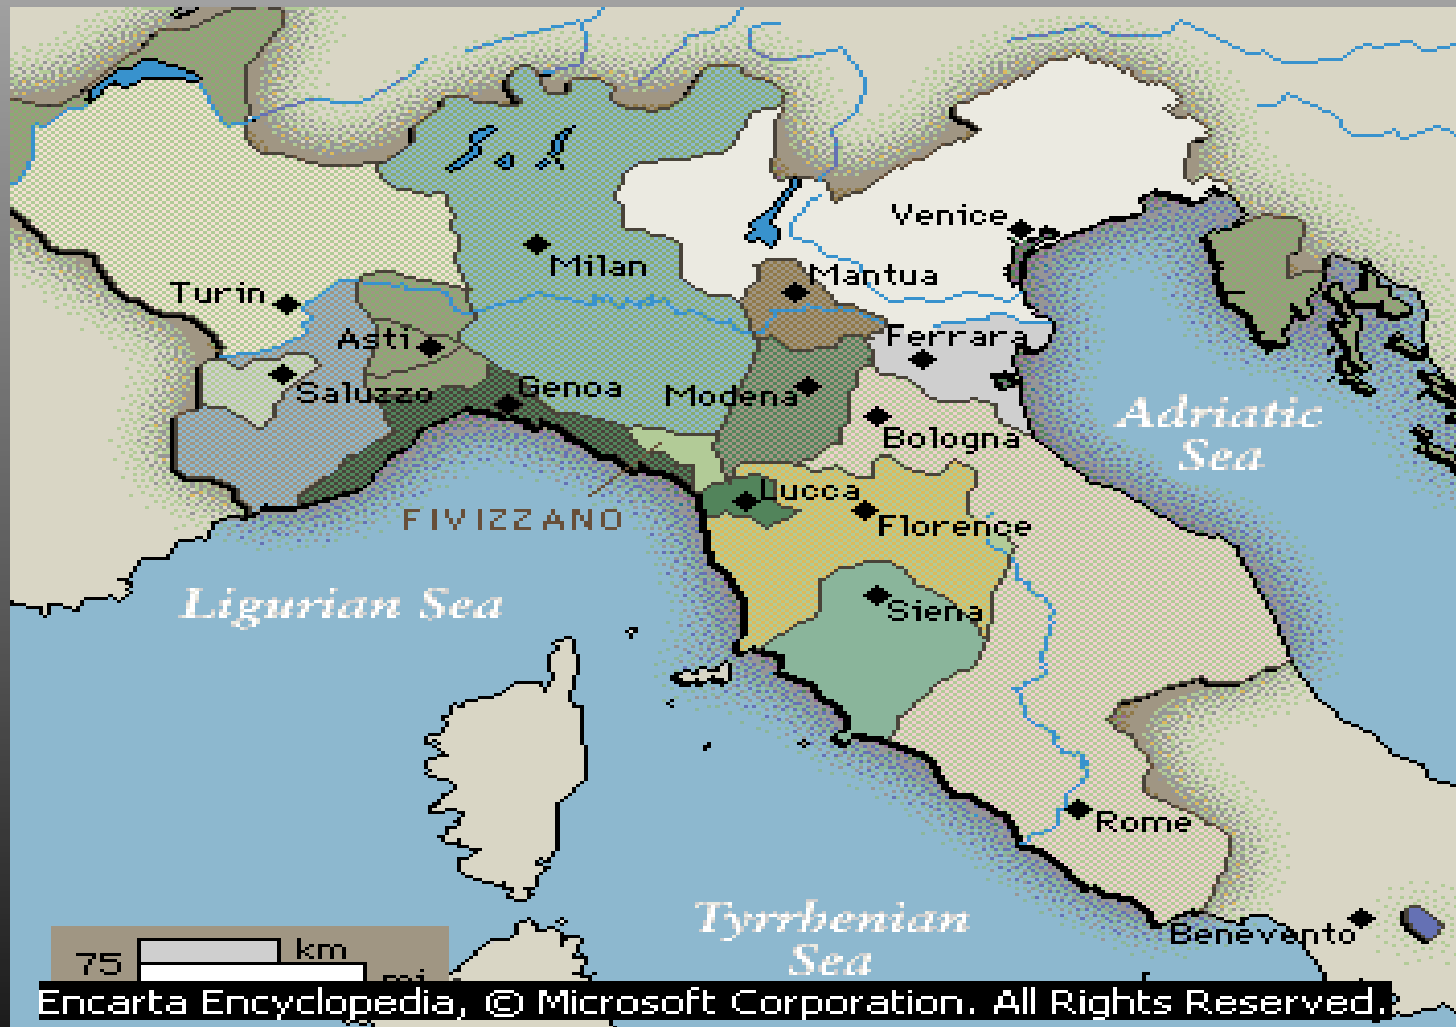 Venice
Milan
Mantua
Turin
Asti
Ferrara
Saluzzo
Genoa
Modena
Bologna
Adriatic
Sea
Lucca
FIVIZZANO
Florence
Ligurian Sea
Siena
Rome
Tyrrhenian
Sea
Benevento
75
km
mi
Encarta Encyclopedia, © Microsoft Corporation. All Rights Reserved.